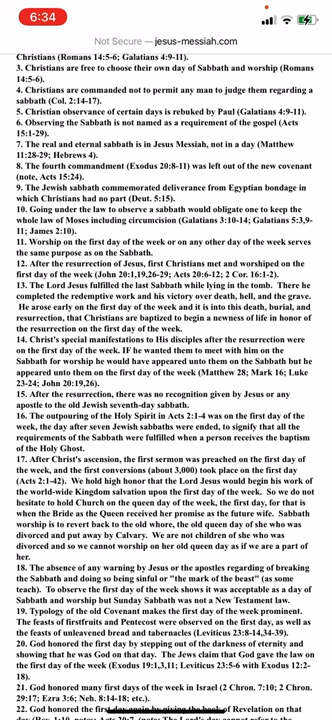 6:34
Not Secure — jesus-messiah.com
Christians (Romans 14:5-6; Galatians 4:9-11).
3. Christians are free to choose their own day of Sabbath and worship (Romans
14:5-6).
4. Christians are commanded not to permit any man to judge them regarding a
sabbath (Col. 2:14-17).
5. Christian observance of certain days is rebuked by Paul (Galatians 4:9-11).
6. Observing the Sabbath is not named as a requirement of the gospel (Acts
15:1-29).
7. The real and eternal sabbath is in Jesus Messiah, not in a day (Matthew
11:28-29; Hebrews 4).
8. The fourth commandment (Exodus 20:8-11) was left out of the new covenant
(note, Acts 15:24).
9. The Jewish sabbath commemorated deliverance from Egyptian bondage in
which Christians had no part (Deut. 5:15).
10. Going under the law to observe a sabbath would obligate one to keep the
whole law of Moses including circumcision (Galatians 3:10-14; Galatians 5:3,9-
11; James 2:10).
11. Worship on the first day of the week or on any other day of the week serves
the same purpose as on the Sabbath.
12. After the resurrection of Jesus, first Christians met and worshiped on the
first day of the week (John 20:1,19,26-29; Acts 20:6-12; 2 Cor. 16:1-2).
13. The Lord Jesus fulfilled the last Sabbath while lying in the tomb. There he
completed the redemptive work and his victory over death, hell, and the grave.
He arose early on the first day of the week and it is into this death, burial, and
resurrection, that Christians are baptized to begin a newness of life in honor of
the resurrection on the first day of the week.
14. Christ's special manifestations to His disciples after the resurrection were
on the first day of the week. IF he wanted them to meet with him on the
Sabbath for worship he would have appeared unto them on the Sabbath but he
appeared unto them on the first day of the week (Matthew 28; Mark 16; Luke
23-24; John 20:19,26).
15. After the resurrection, there was no recognition given by Jesus or any
apostle to the old Jewish seventh-day sabbath.
16. The outpouring of the Holy Spirit in Acts 2:1-4 was on the first day of the
week, the day after seven Jewish sabbaths were ended, to signify that all the
requirements of the Sabbath were fulfilled when a person receives the baptism
of the Holy Ghost.
17. After Christ's ascension, the first sermon was preached on the first day of
the week, and the first conversions (about 3,000) took place on the first day
(Acts 2:1-42). We hold high honor that the Lord Jesus would begin his work of
the world-wide Kingdom salvation upon the first day of the week. So we do not
hesitate to hold Church on the queen day of the week, the first day, for that is
when the Bride as the Queen received her promise as the future wife. Sabbath
worship is to revert back to the old whore, the old queen day of she who was
divorced and put away by Calvary. We are not children of she who was
divorced and so we cannot worship on her old queen day as if we are a part of
her.
18. The absence of any warning by Jesus or the apostles regarding of breaking
the Sabbath and doing so being sinful or "the mark of the beast" (as some
teach). To observe the first day of the week shows it was acceptable as a day of
Sabbath and worship but Sunday Sabbath was not a New Testament law.
19. Typology of the old Covenant makes the first day of the week prominent.
The feasts of firstfruits and Pentecost were observed on the first day, as well as
the feasts of unleavened bread and tabernacles (Leviticus 23:8-14,34-39).
20. God honored the first day by stepping out of the darkness of eternity and
showing that he was God on that day. The Jews claim that God gave the law on
the first day of the week (Exodus 19:1,3,11; Leviticus 23:5-6 with Exodus 12:2-
18).
21. God honored many first days of the week in Israel (2 Chron. 7:10; 2 Chron.
29:17; Ezra 3:6; Neh. 8:14-18; etc.).
22. God honored the first day again by giving the book of Revelation on that
day (Rev. 1:10, notes; Acts 20:7, (note: The Lord's day cannot refer to the